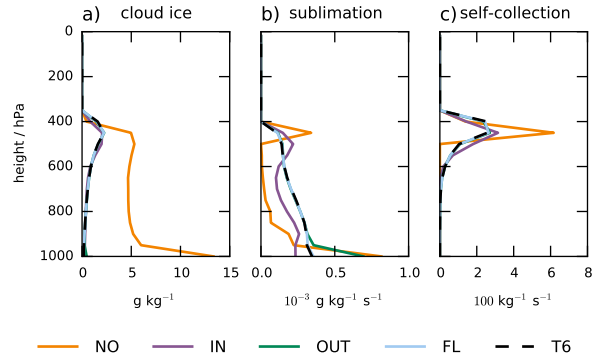 a) cloud ice b) sublimation c) self-collection
0
200
400
600
800
1000
height / hPa
0 5 10 15 0.0 0.5 1.0 0 2 4 6 8
g kg⁻¹ 10⁻³ g kg⁻¹ s⁻¹ 100 kg⁻¹ s⁻¹
NO IN OUT FL T6